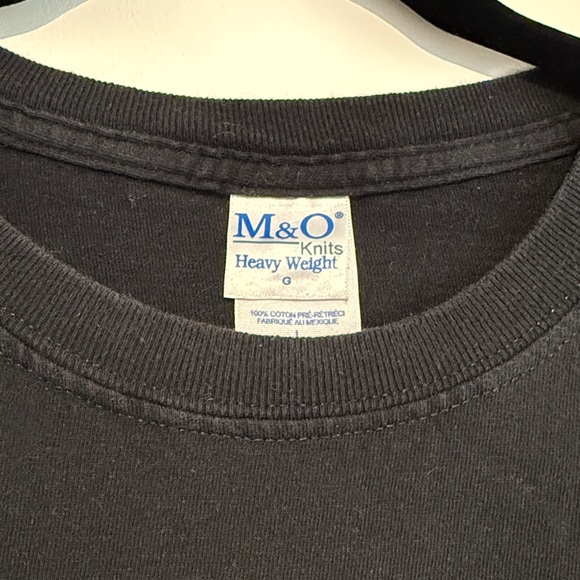 M&O®
Knits
Heavy Weight
G
100% COTON PRÉ-RÉTRÉCI
FABRIQUÉ AU MEXIQUE
L